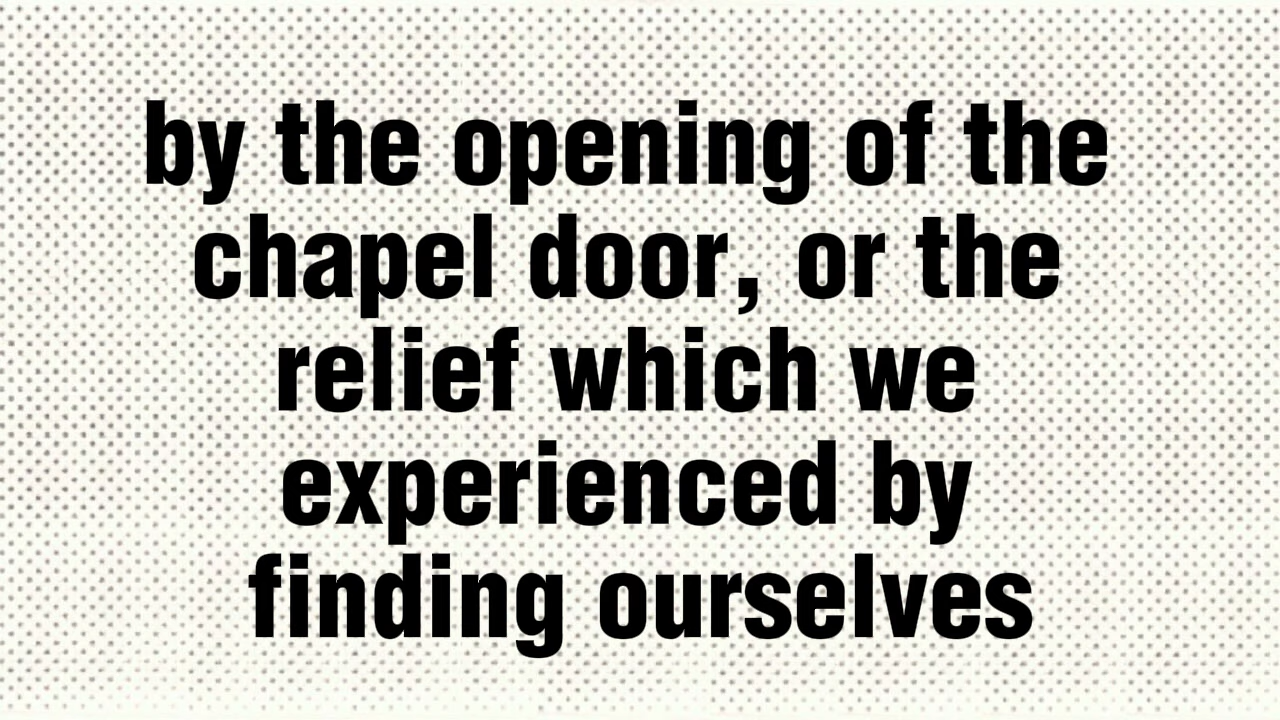 by the opening of the
chapel door, or the
relief which we
experienced by
finding ourselves